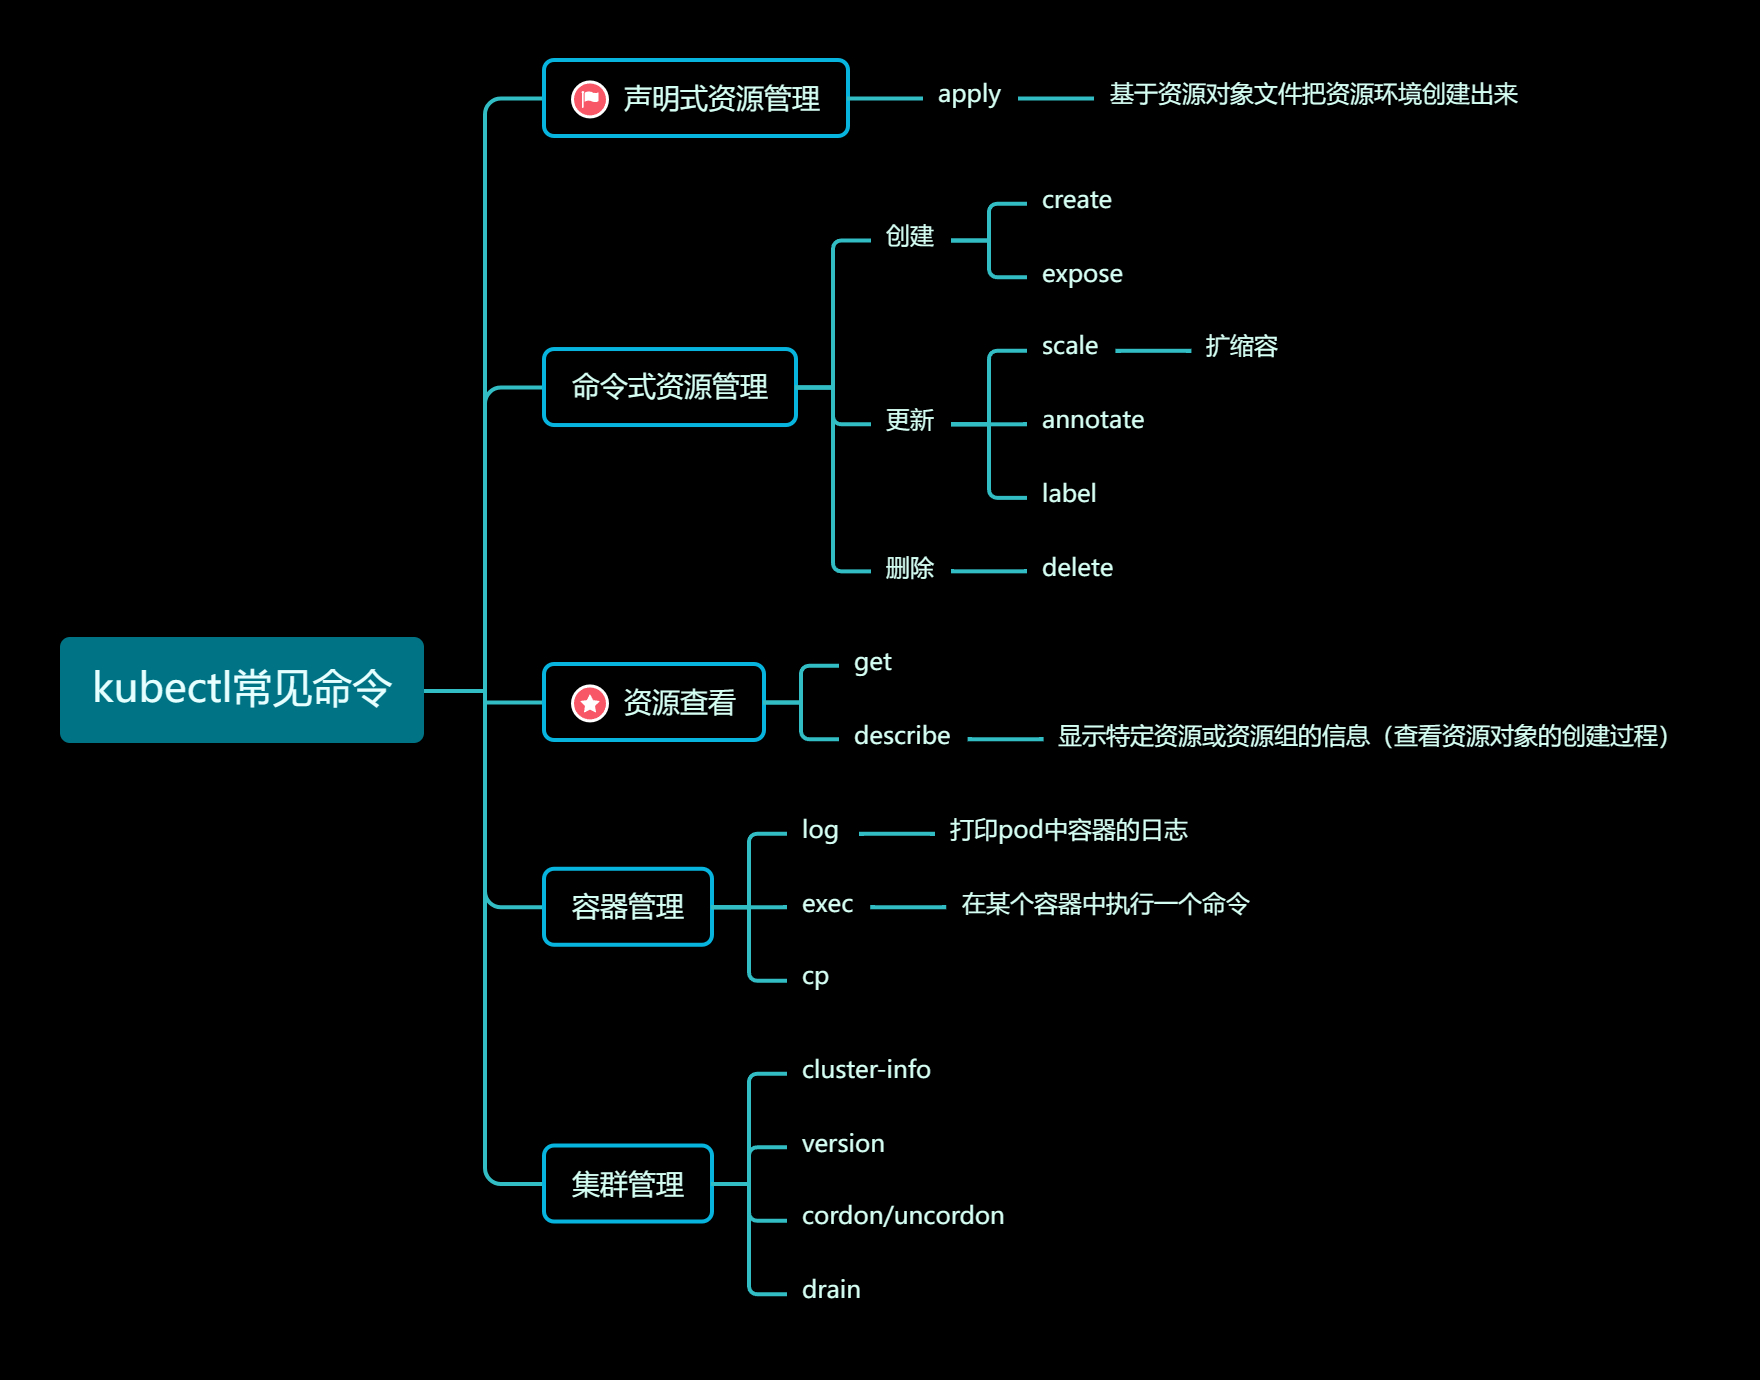 kubectl常见命令
声明式资源管理
apply
基于资源对象文件把资源环境创建出来
命令式资源管理
创建
create
expose
更新
scale
扩缩容
annotate
label
删除
delete
资源查看
get
describe
显示特定资源或资源组的信息（查看资源对象的创建过程）
容器管理
log
打印pod中容器的日志
exec
在某个容器中执行一个命令
cp
集群管理
cluster-info
version
cordon/uncordon
drain